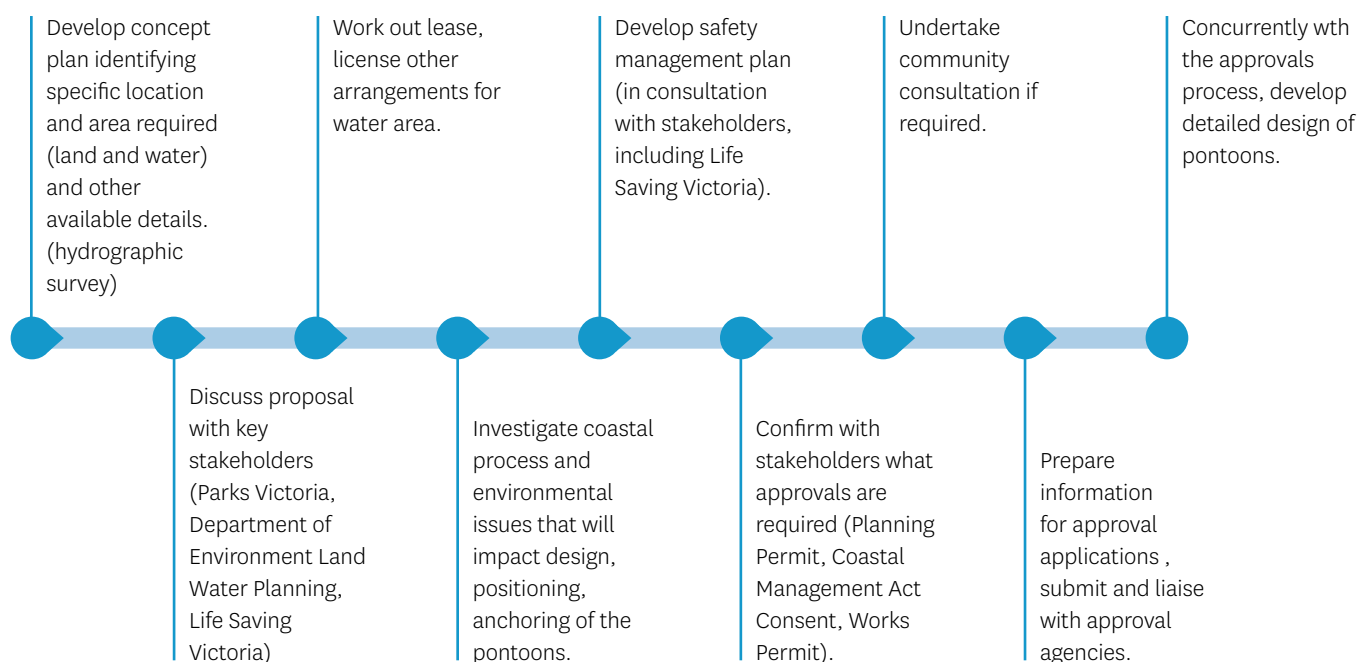 Develop concept
plan identifying
specific location
and area required
(land and water)
and other
available details.
(hydrographic
survey)
Discuss proposal
with key
stakeholders
(Parks Victoria,
Department of
Environment Land
Water Planning,
Life Saving
Victoria)
Work out lease,
license other
arrangements for
water area.
Investigate coastal
process and
environmental
issues that will
impact design,
positioning,
anchoring of the
pontoons.
Develop safety
management plan
(in consultation
with stakeholders,
including Life
Saving Victoria).
Confirm with
stakeholders what
approvals are
required (Planning
Permit, Coastal
Management Act
Consent, Works
Permit).
Undertake
community
consultation if
required.
Prepare
information
for approval
applications ,
submit and liaise
with approval
agencies.
Concurrently wth
the approvals
process, develop
detailed design of
pontoons.